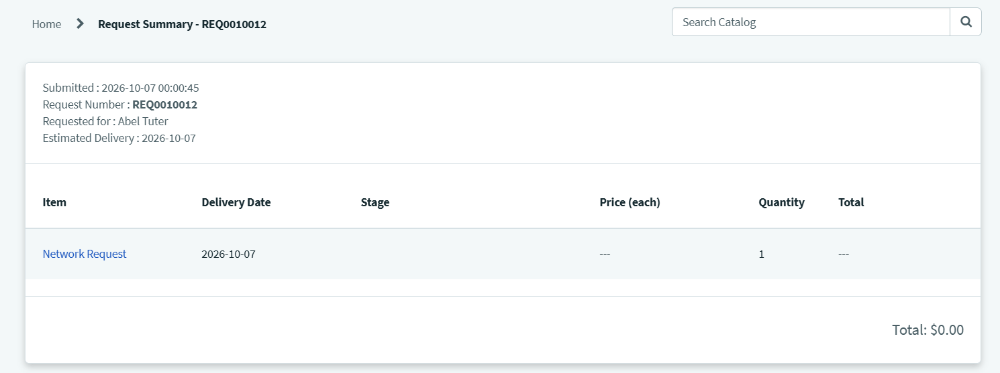 Home Request Summary - REQ0010012
Search Catalog
Submitted : 2026-10-07 00:00:45
Request Number : REQ0010012
Requested for : Abel Tuter
Estimated Delivery : 2026-10-07
Item Delivery Date Stage Price (each) Quantity Total
Network Request 2026-10-07 --- 1 ---
Total: $0.00